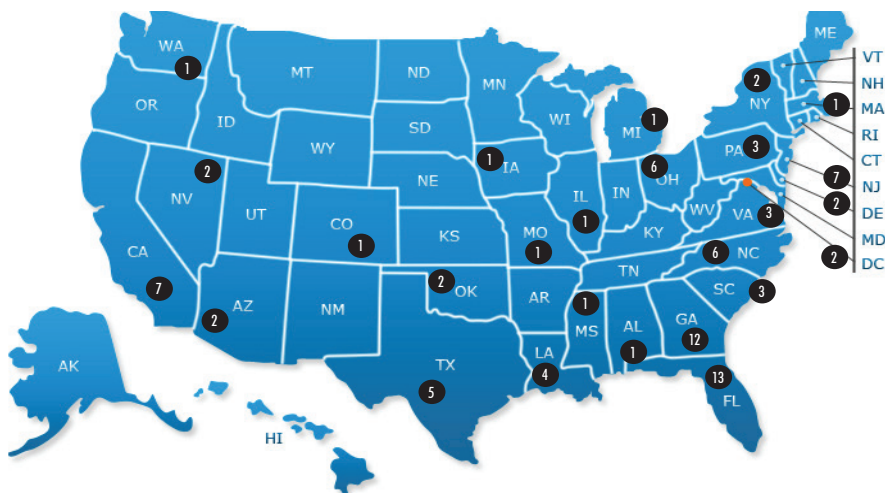 ME
WA
1
MT
ND
MN
VT
2
NH
OR
NY
1
MA
ID
SD
WI
MI
1
RI
WY
PA
3
CT
2
1
IA
6
OH
7
NJ
NV
NE
IL
IN
2
DE
UT
CO
1
1
WV
VA
3
MD
CA
KS
MO
1
KY
6
NC
2
DC
7
2
OK
TN
AZ
2
NM
AR
1
MS
SC
3
AL
1
GA
12
LA
4
AK
TX
5
13
FL
HI